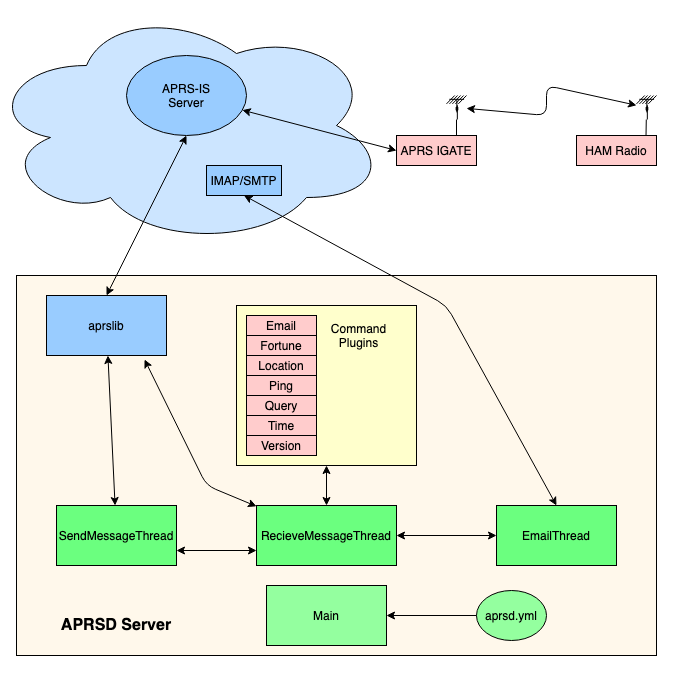 APRS-IS
Server
IMAP/SMTP
APRS IGATE
HAM Radio
aprslib
Command
Plugins
Email
Fortune
Location
Ping
Query
Time
Version
SendMessageThread
RecieveMessageThread
EmailThread
APRSD Server
Main
aprsd.yml